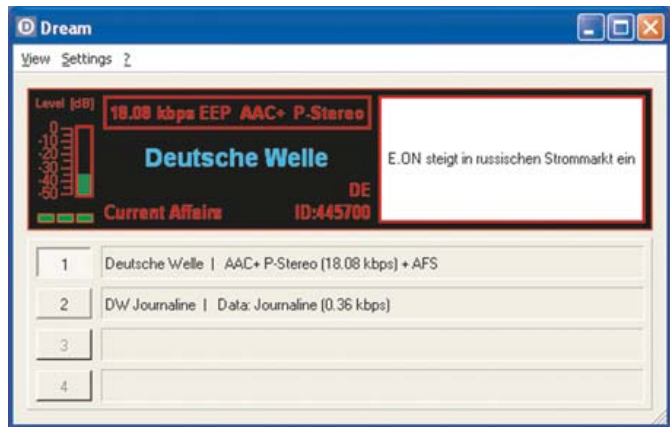 Dream
View Settings ?
Level [dB]
18.08 kbps EEP AAC+ P-Stereo
Deutsche Welle
E.ON steigt in russischen Strommarkt ein
DE
Current Affairs ID:445700
1 Deutsche Welle | AAC+ P-Stereo (18.08 kbps) + AFS
2 DW Journaline | Data: Journaline (0.36 kbps)
3
4